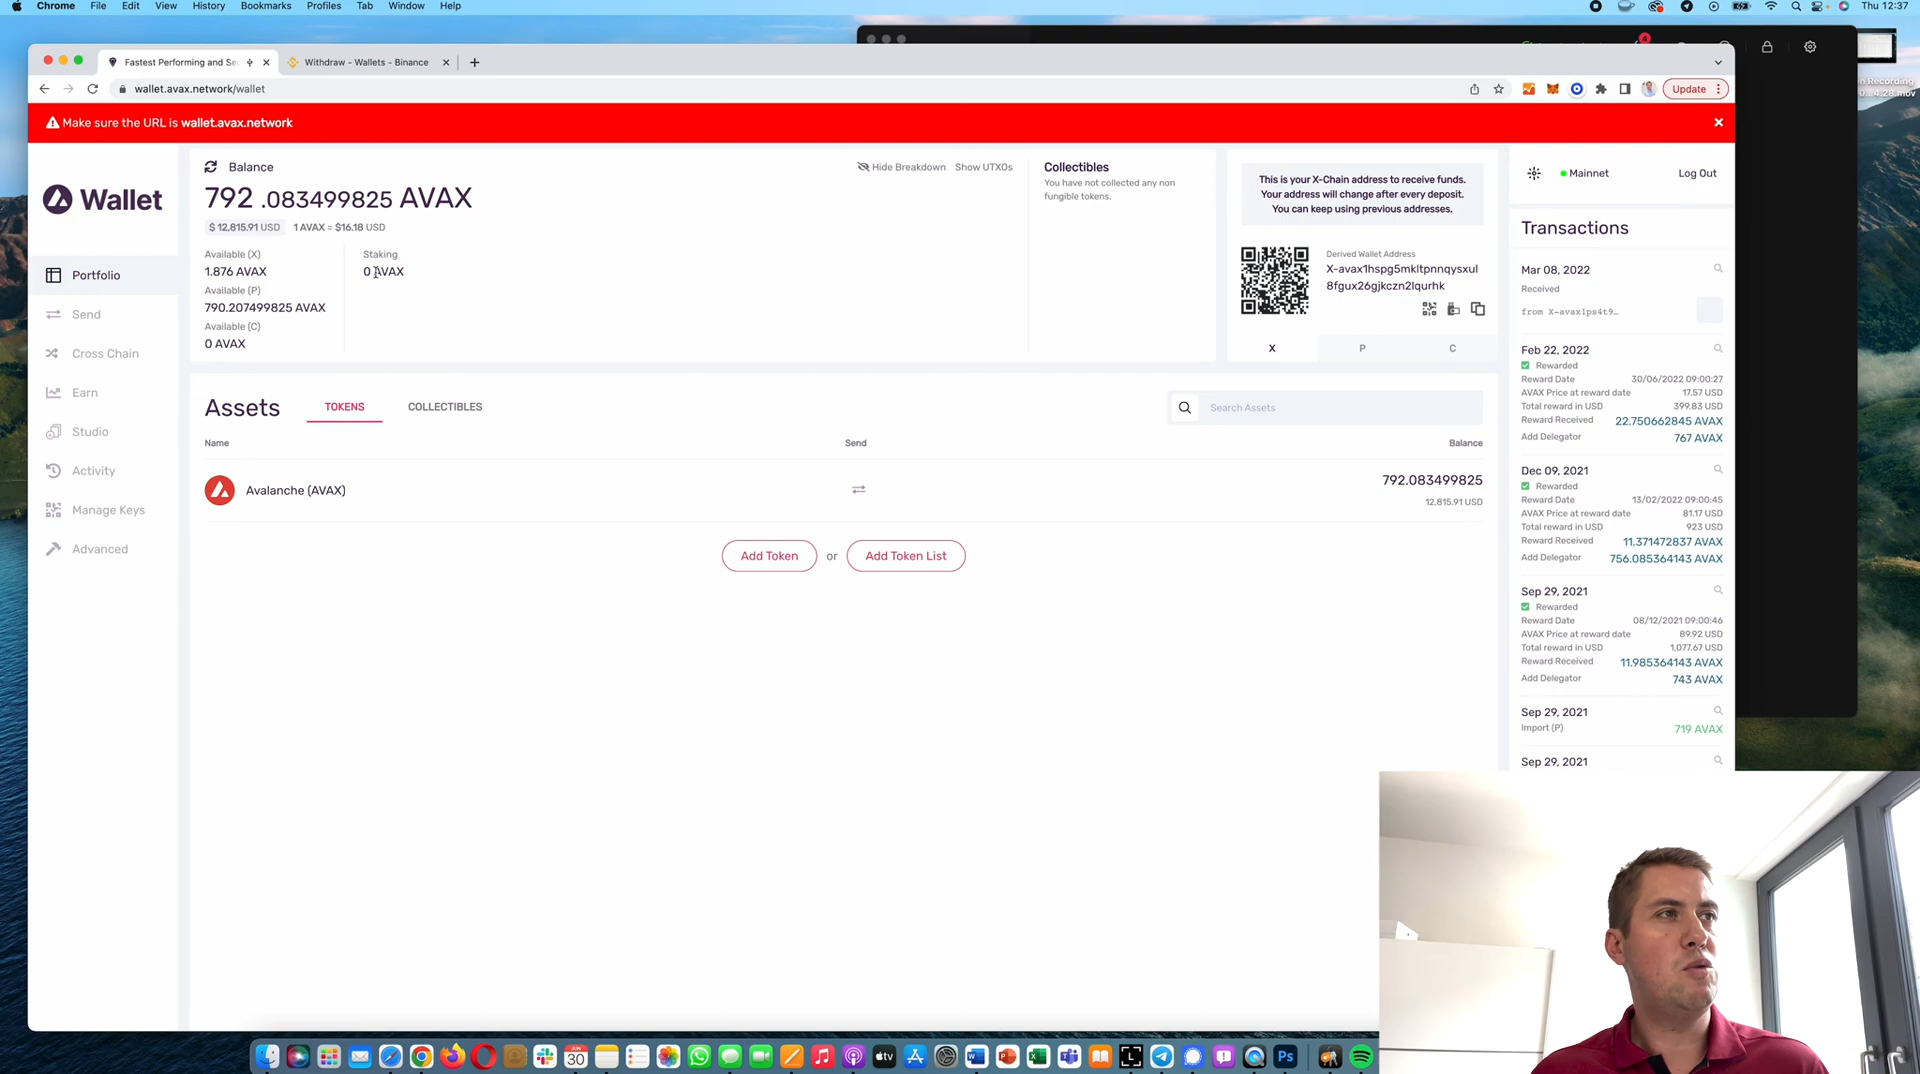 Chrome File Edit View History Bookmarks Profiles Tab Window Help Thu 12:37
Fastest Performing and Se
Withdraw - Wallets - Binance
wallet.avax.network/wallet
Update
Make sure the URL is wallet.avax.network
Wallet
Portfolio
Send
Cross Chain
Earn
Studio
Activity
Manage Keys
Advanced
Balance
Hide Breakdown Show UTXOs
792 .083499825 AVAX
$ 12,815.91 USD 1 AVAX = $16.18 USD
Available (X)
1.876 AVAX
Available (P)
790.207499825 AVAX
Available (C)
0 AVAX
Staking
0 AVAX
Collectibles
You have not collected any non
fungible tokens.
This is your X-Chain address to receive funds.
Your address will change after every deposit.
You can keep using previous addresses.
Derived Wallet Address
X-avax1hspg5mkltpnnqysxul
8fgux26gjkczn2lqurhk
X P C
Assets TOKENS COLLECTIBLES
Search Assets
Name Send Balance
Avalanche (AVAX) 792.083499825
12,815.91 USD
Add Token or Add Token List
Mainnet Log Out
Transactions
Mar 08, 2022
Received
from X-avax1ps4t9…
Feb 22, 2022
Rewarded
Reward Date 30/06/2022 09:00:27
AVAX Price at reward date 17.57 USD
Total reward in USD 399.83 USD
Reward Received 22.750662845 AVAX
Add Delegator 767 AVAX
Dec 09, 2021
Rewarded
Reward Date 13/02/2022 09:00:45
AVAX Price at reward date 81.17 USD
Total reward in USD 923 USD
Reward Received 11.371472837 AVAX
Add Delegator 756.085364143 AVAX
Sep 29, 2021
Rewarded
Reward Date 08/12/2021 09:00:46
AVAX Price at reward date 89.92 USD
Total reward in USD 1,077.67 USD
Reward Received 11.985364143 AVAX
Add Delegator 743 AVAX
Sep 29, 2021
Import (P) 719 AVAX
Sep 29, 2021
n Recording
0...4.28.mov
4
JUN
30
tv